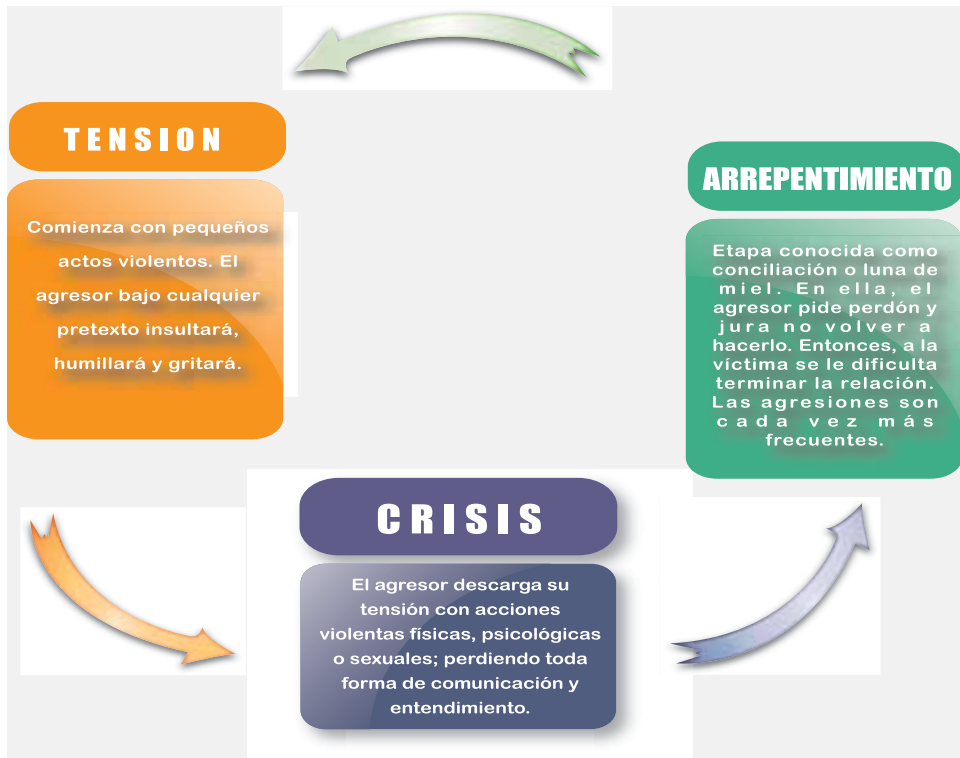 TENSION
Comienza con pequeños
actos violentos. El
agresor bajo cualquier
pretexto insultará,
humillará y gritará.
ARREPENTIMIENTO
Etapa conocida como
conciliación o luna de
miel. En ella, el
agresor pide perdón y
jura no volver a
hacerlo. Entonces, a la
víctima se le dificulta
terminar la relación.
Las agresiones son
cada vez más
frecuentes.
CRISIS
El agresor descarga su
tensión con acciones
violentas físicas, psicológicas
o sexuales; perdiendo toda
forma de comunicación y
entendimiento.